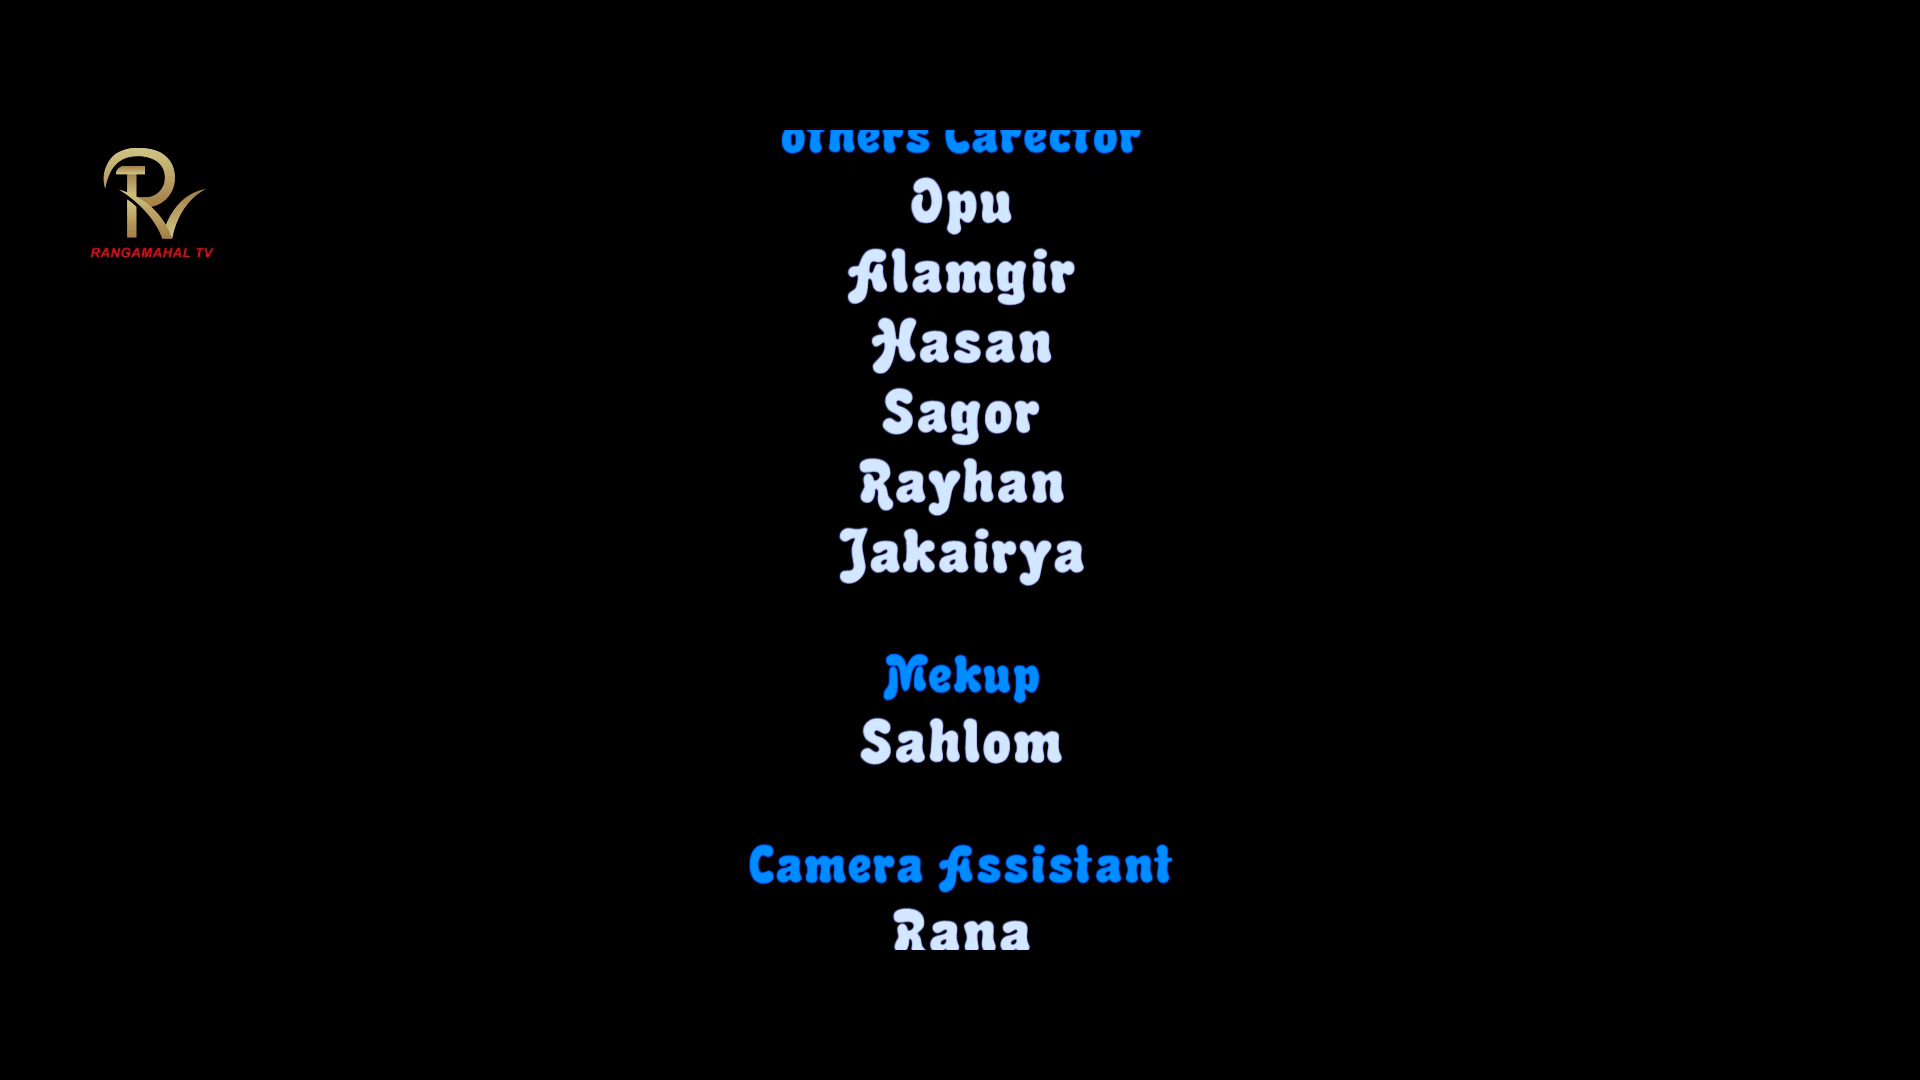 others Carector
Opu
Alamgir
Hasan
Sagor
Rayhan
Jakairya
Mekup
Sahlom
Camera Assistant
Rana
RANGAMAHAL TV